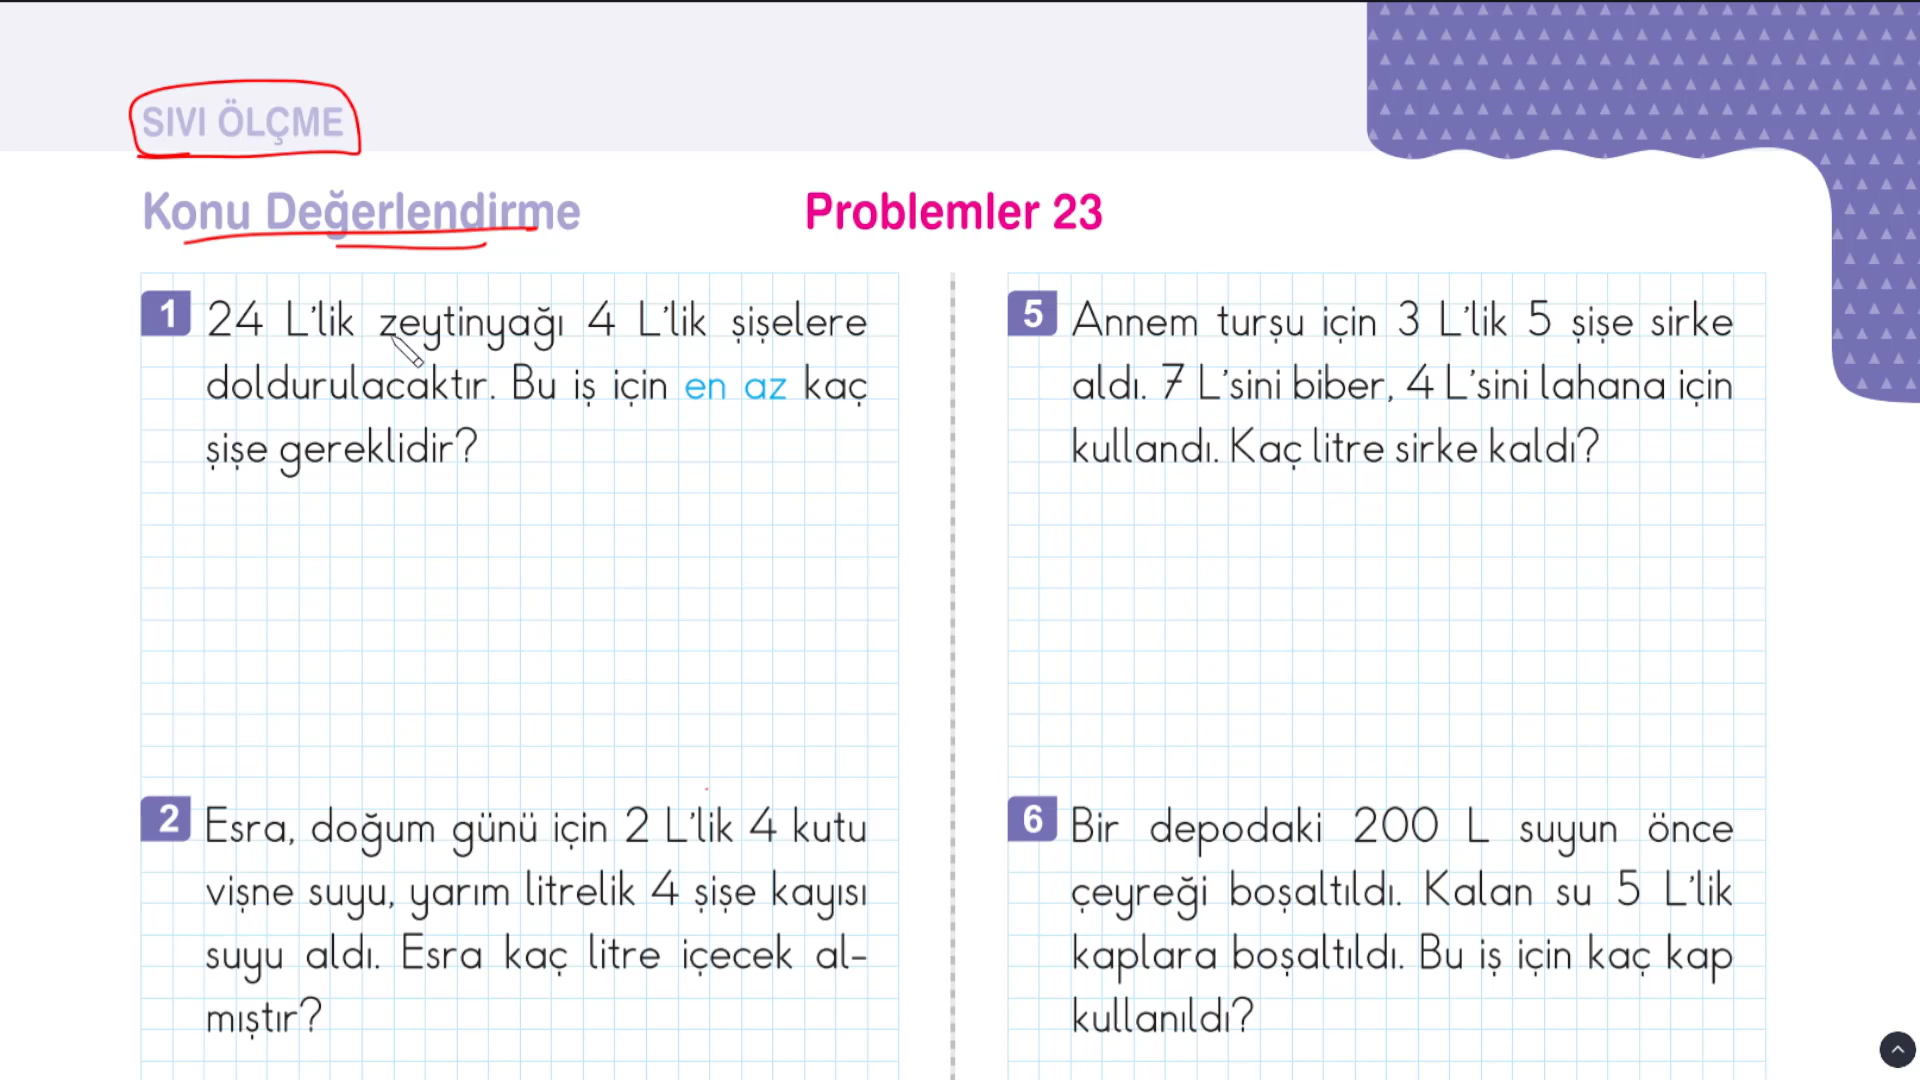 SIVI ÖLÇME
Konu Değerlendirme
Problemler 23
1
24 L'lik zeytinyağı 4 L'lik şişelere
doldurulacaktır. Bu iş için en az kaç
şişe gereklidir?
2
Esra, doğum günü için 2 L'lik 4 kutu
vişne suyu, yarım litrelik 4 şişe kayısı
suyu aldı. Esra kaç litre içecek al-
mıştır?
5
Annem turşu için 3 L'lik 5 şişe sirke
aldı. 7 L'sini biber, 4 L'sini lahana için
kullandı. Kaç litre sirke kaldı?
6
Bir depodaki 200 L suyun önce
çeyreği boşaltıldı. Kalan su 5 L'lik
kaplara boşaltıldı. Bu iş için kaç kap
kullanıldı?